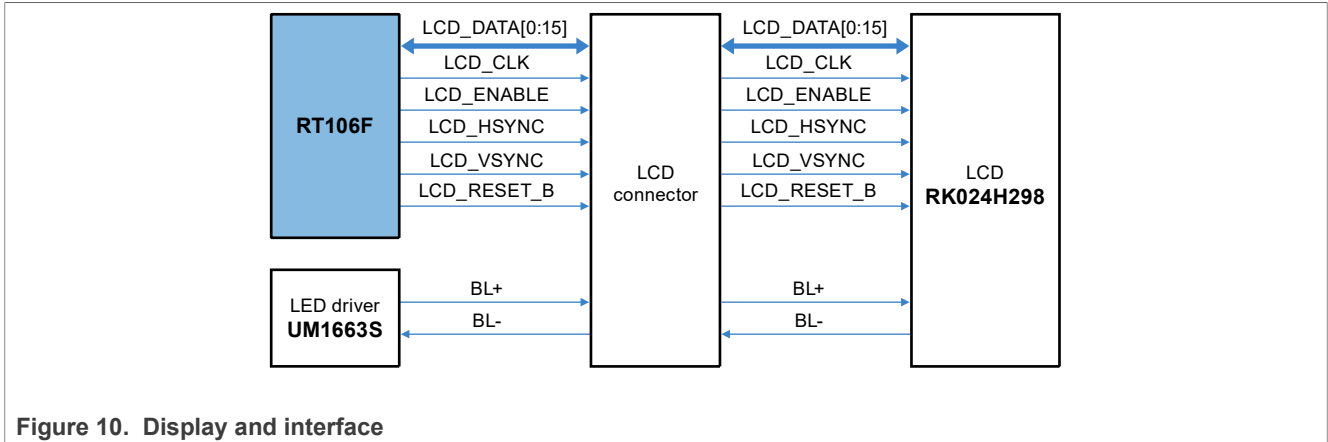 LCD_DATA[0:15] LCD_DATA[0:15]
LCD_CLK LCD_CLK
LCD_ENABLE LCD_ENABLE
RT106F LCD_HSYNC LCD_HSYNC
LCD_VSYNC LCD_VSYNC
LCD_RESET_B LCD_RESET_B
LCD
connector
LCD
RK024H298
LED driver
UM1663S
BL+ BL+
BL- BL-
Figure 10. Display and interface